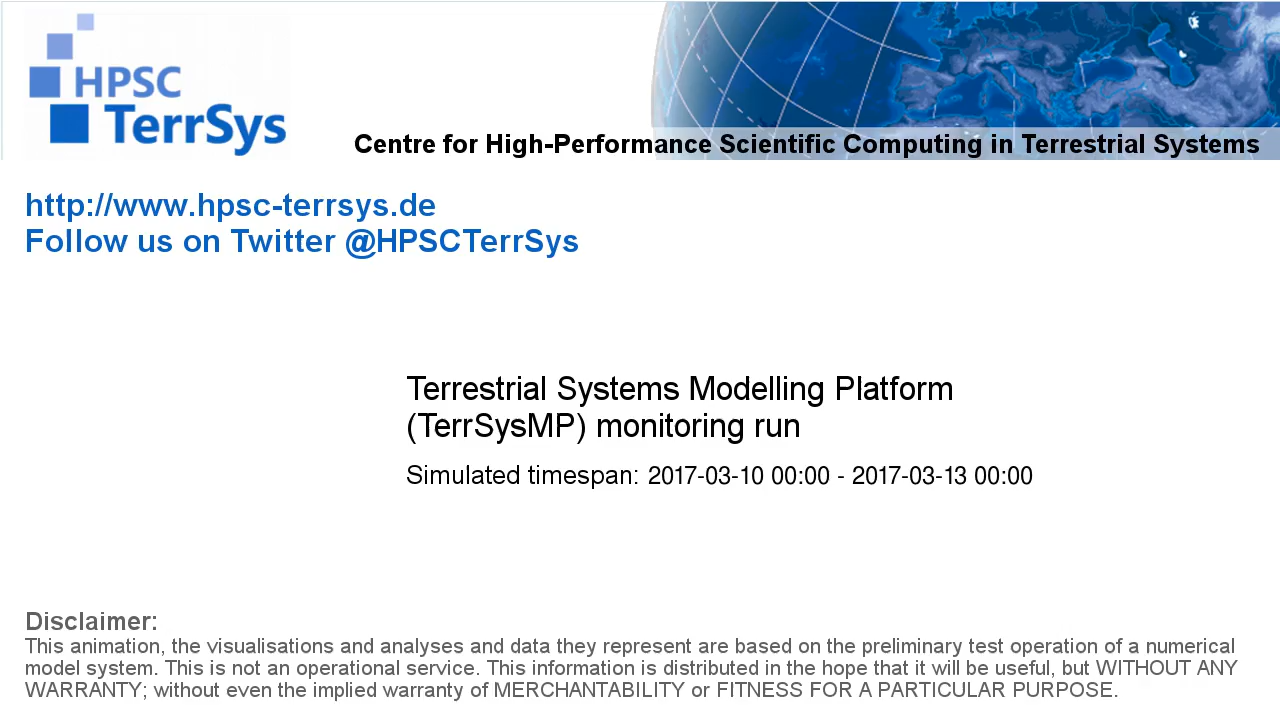 HPSC
TerrSys
Centre for High-Performance Scientific Computing in Terrestrial Systems
http://www.hpsc-terrsys.de
Follow us on Twitter @HPSCTerrSys
Terrestrial Systems Modelling Platform
(TerrSysMP) monitoring run
Simulated timespan: 2017-03-10 00:00 - 2017-03-13 00:00
Disclaimer:
This animation, the visualisations and analyses and data they represent are based on the preliminary test operation of a numerical
model system. This is not an operational service. This information is distributed in the hope that it will be useful, but WITHOUT ANY
WARRANTY; without even the implied warranty of MERCHANTABILITY or FITNESS FOR A PARTICULAR PURPOSE.